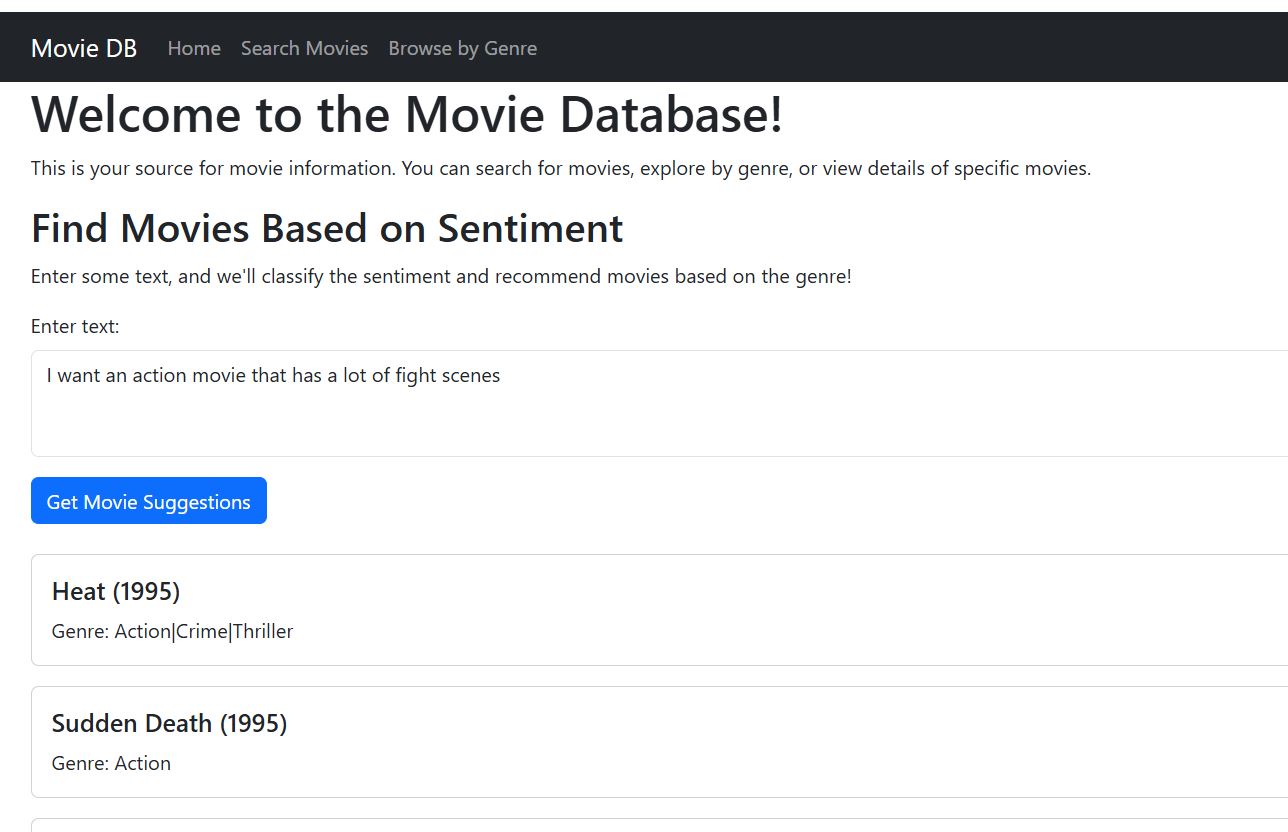 Movie DB Home Search Movies Browse by Genre
Welcome to the Movie Database!
This is your source for movie information. You can search for movies, explore by genre, or view details of specific movies.
Find Movies Based on Sentiment
Enter some text, and we'll classify the sentiment and recommend movies based on the genre!
Enter text:
I want an action movie that has a lot of fight scenes
Get Movie Suggestions
Heat (1995)
Genre: Action|Crime|Thriller
Sudden Death (1995)
Genre: Action